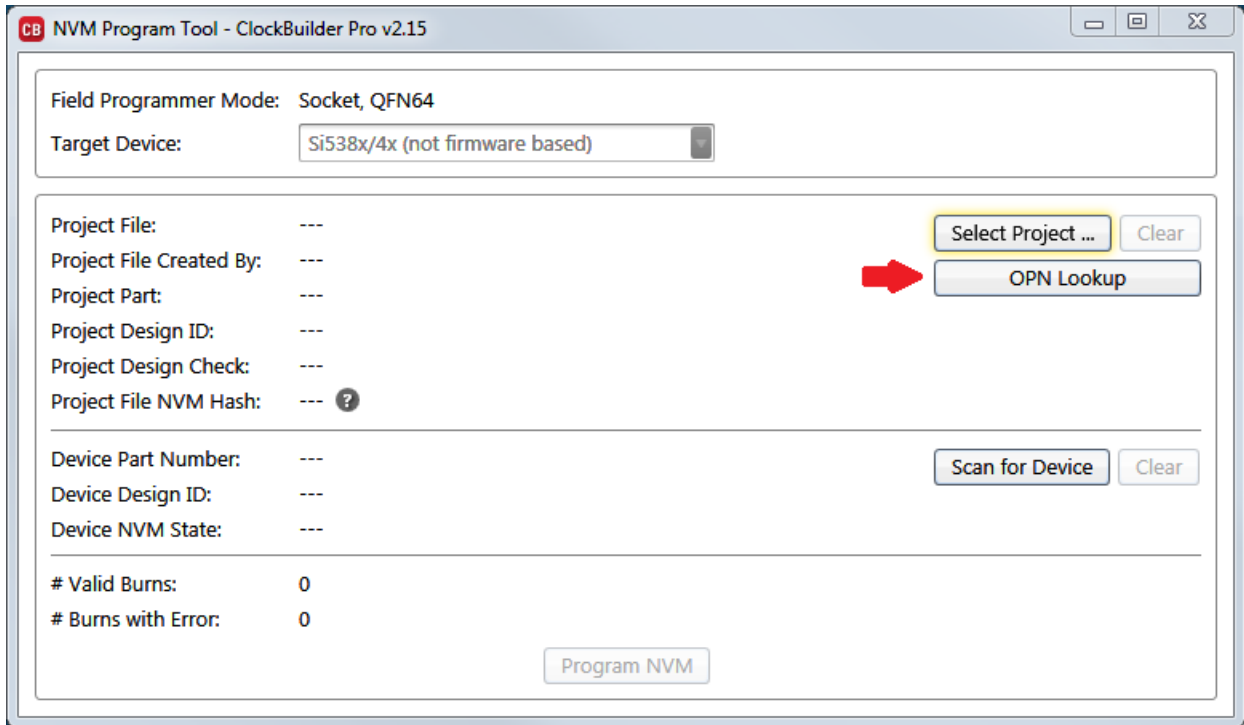 CB NVM Program Tool - ClockBuilder Pro v2.15
Field Programmer Mode: Socket, QFN64
Target Device: Si538x/4x (not firmware based)
Project File: --- Select Project ... Clear
Project File Created By: ---
OPN Lookup
Project Part: ---
Project Design ID: ---
Project Design Check: ---
Project File NVM Hash: --- ?
Device Part Number: --- Scan for Device Clear
Device Design ID: ---
Device NVM State: ---
# Valid Burns: 0
# Burns with Error: 0
Program NVM